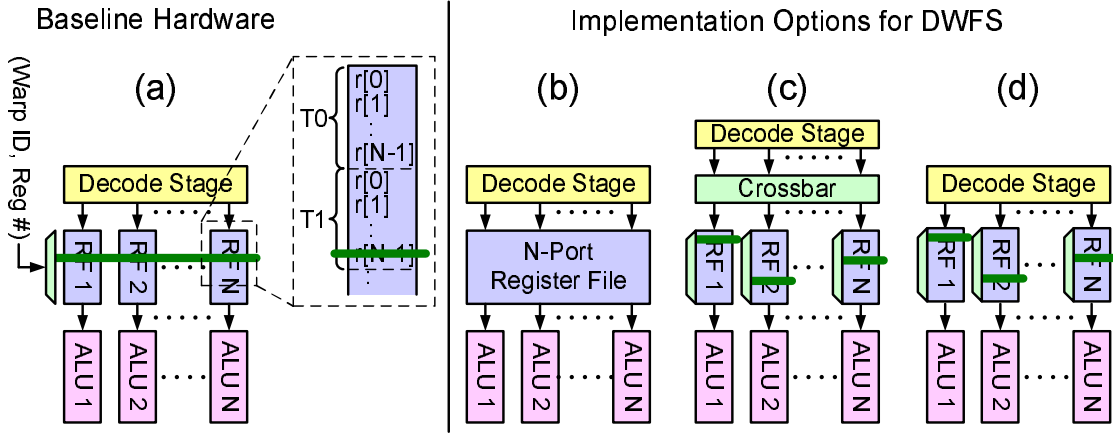 Baseline Hardware
Implementation Options for DWFS
(Warp ID, Reg #)
(a)
Decode Stage
RF 1
RF 2
RF N
ALU 1
ALU 2
ALU N
T0
r[0]
r[1]
r[N-1]
T1
r[0]
r[1]
r[N-1]
(b)
Decode Stage
N-Port
Register File
ALU 1
ALU 2
ALU N
(c)
Decode Stage
Crossbar
RF 1
RF 2
RF N
ALU 1
ALU 2
ALU N
(d)
Decode Stage
RF 1
RF 2
RF N
ALU 1
ALU 2
ALU N